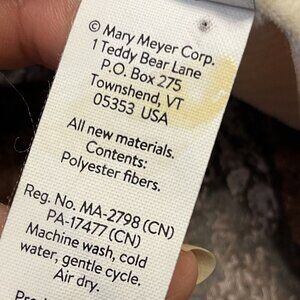 © Mary Meyer Corp.
1 Teddy Bear Lane
P.O. Box 275
Townshend, VT
05353 USA
All new materials.
Contents:
Polyester fibers.
Reg. No. MA-2798 (CN)
PA-17477 (CN)
Machine wash, cold
water, gentle cycle.
Air dry.